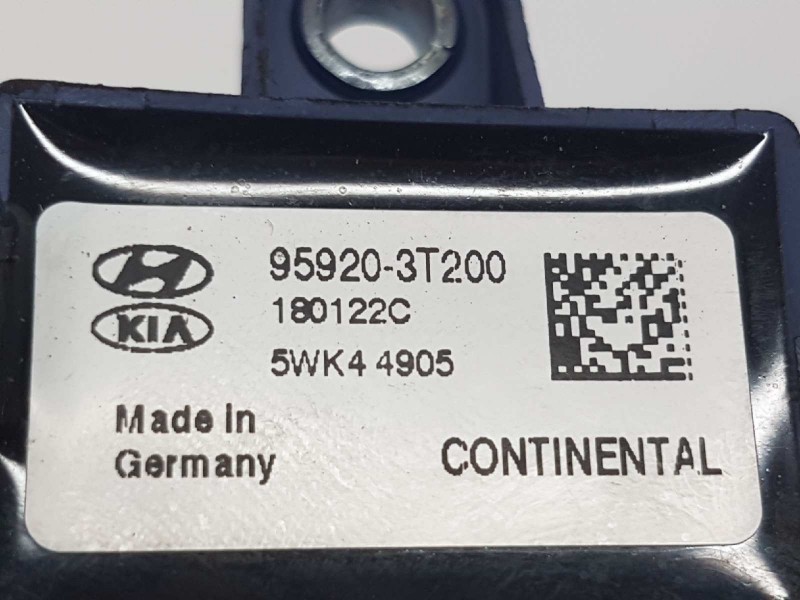 95920-3T200
180122C
KIA
5WK4 4905
Made in
Germany
CONTINENTAL